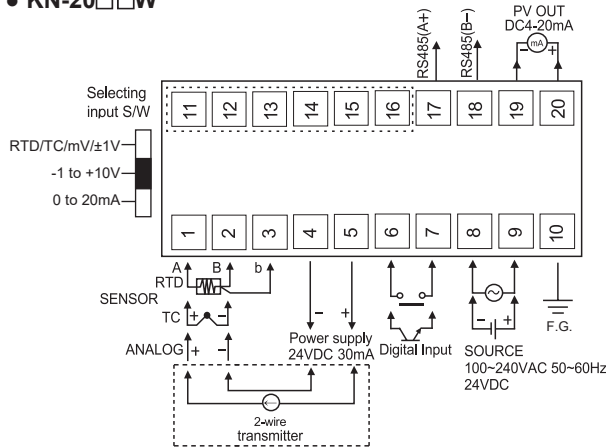 • KN-20□□W
PV OUT
DC4-20mA
RS485(A+)
RS485(B−)
− mA +
Selecting
input S/W
11 12 13 14 15 16 17 18 19 20
RTD/TC/mV/±1V
-1 to +10V
0 to 20mA
1 2 3 4 5 6 7 8 9 10
A B b
RTD
SENSOR
TC + −
− +
− +
F.G.
ANALOG + −
Power supply
24VDC 30mA
Digital Input
SOURCE
100~240VAC 50~60Hz
24VDC
2-wire
transmitter